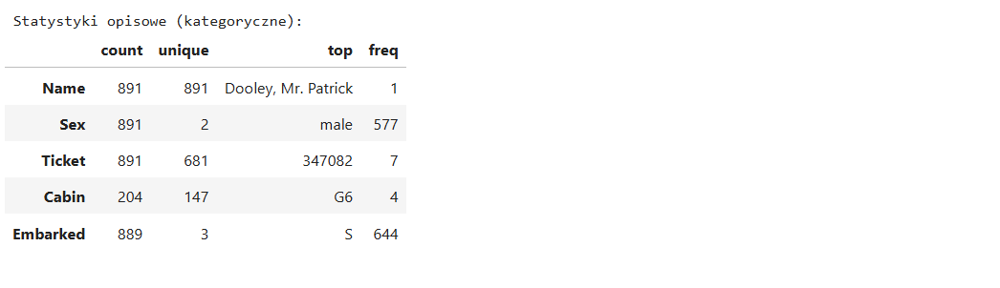 Statystyki opisowe (kategoryczne):
count unique top freq
Name 891 891 Dooley, Mr. Patrick 1
Sex 891 2 male 577
Ticket 891 681 347082 7
Cabin 204 147 G6 4
Embarked 889 3 S 644